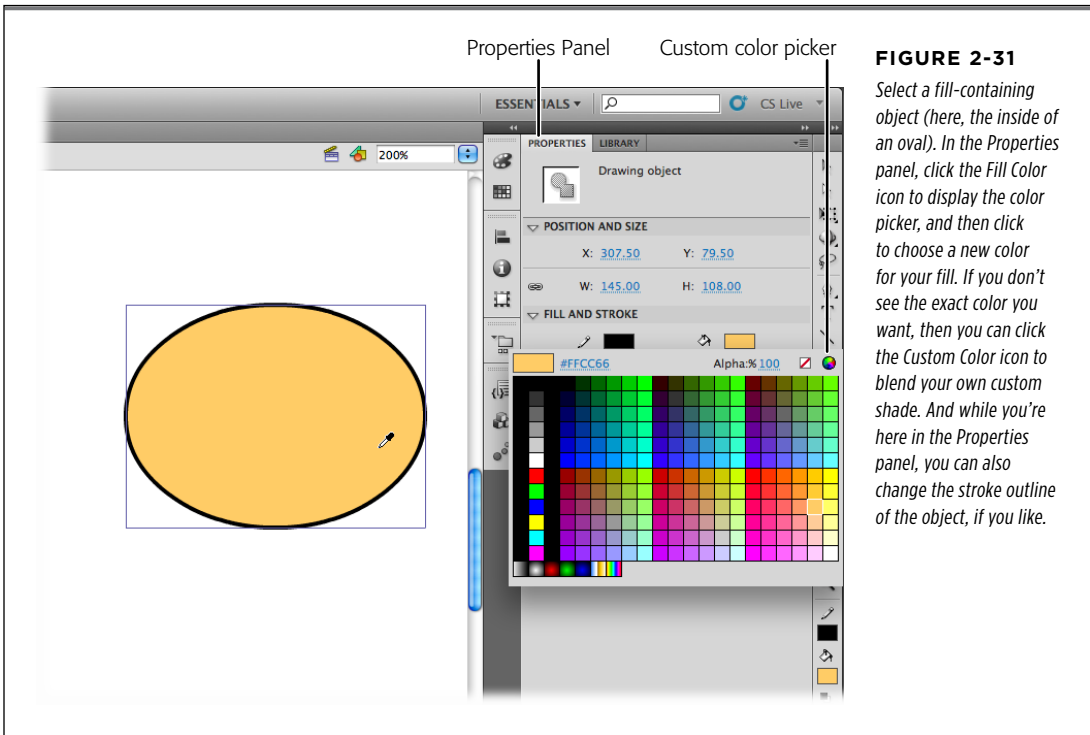 Properties Panel Custom color picker
ESSENTIALS CS Live
200%
PROPERTIES LIBRARY
Drawing object
POSITION AND SIZE
X: 307.50 Y: 79.50
W: 145.00 H: 108.00
FILL AND STROKE
#FFCC66 Alpha:% 100
FIGURE 2-31
Select a fill-containing
object (here, the inside of
an oval). In the Properties
panel, click the Fill Color
icon to display the color
picker, and then click
to choose a new color
for your fill. If you don’t
see the exact color you
want, then you can click
the Custom Color icon to
blend your own custom
shade. And while you’re
here in the Properties
panel, you can also
change the stroke outline
of the object, if you like.